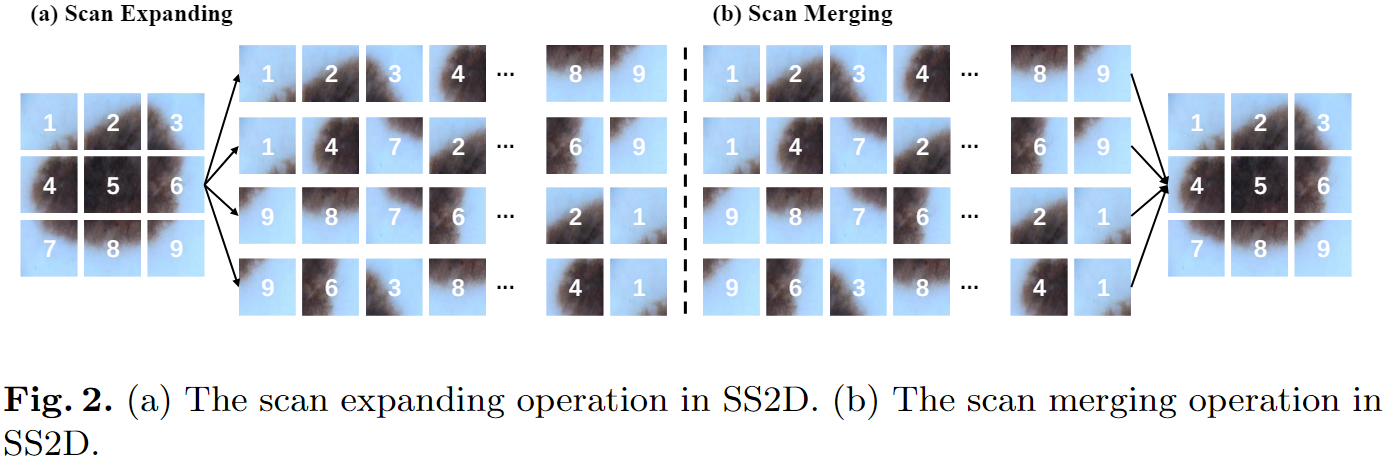 (a) Scan Expanding
(b) Scan Merging
1 2 3
4 5 6
7 8 9
1 2 3 4 ... 8 9
1 4 7 2 ... 6 9
9 8 7 6 ... 2 1
9 6 3 8 ... 4 1
1 2 3 4 ... 8 9
1 4 7 2 ... 6 9
9 8 7 6 ... 2 1
9 6 3 8 ... 4 1
1 2 3
4 5 6
7 8 9
Fig. 2. (a) The scan expanding operation in SS2D. (b) The scan merging operation in
SS2D.